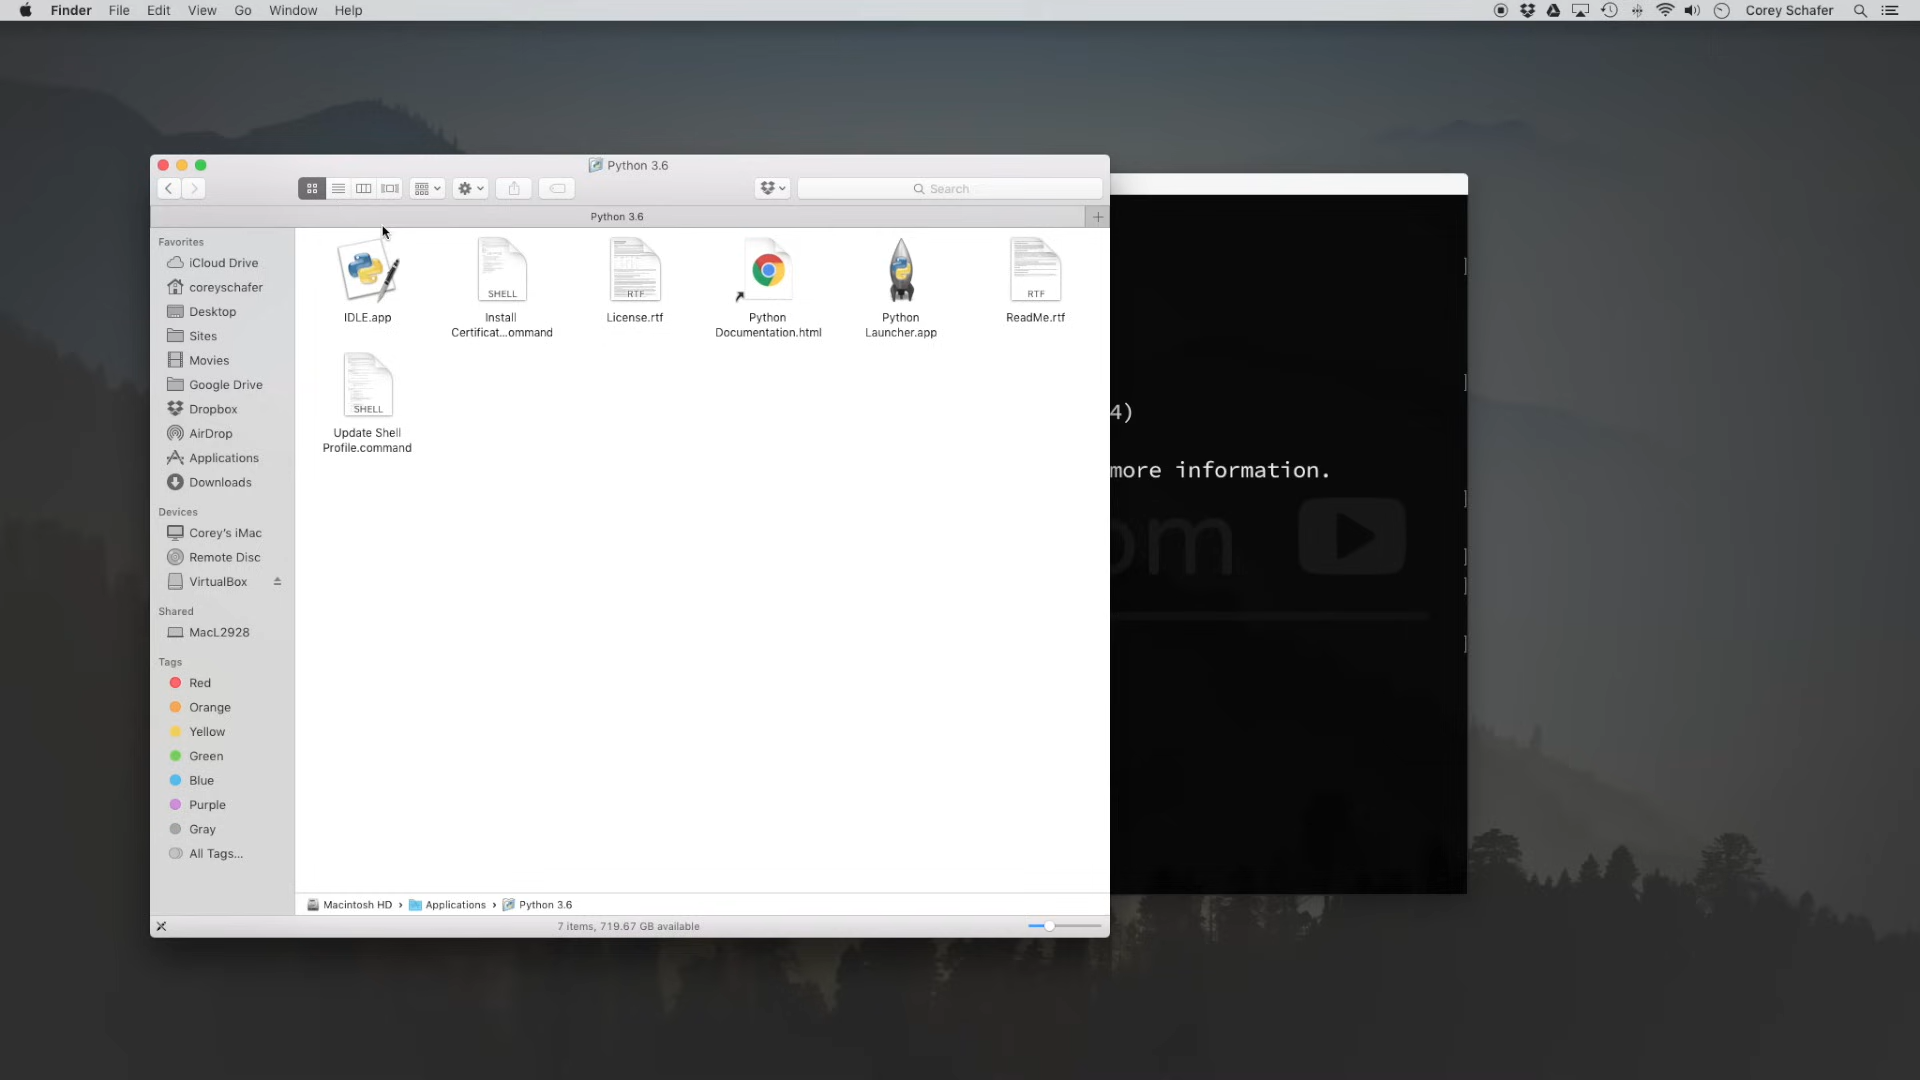 Finder File Edit View Go Window Help Corey Schafer
Python 3.6
Search
Python 3.6
Favorites
iCloud Drive
coreyschafer
Desktop
Sites
Movies
Google Drive
Dropbox
AirDrop
Applications
Downloads
Devices
Corey's iMac
Remote Disc
VirtualBox
Shared
MacL2928
Tags
Red
Orange
Yellow
Green
Blue
Purple
Gray
All Tags...
SHELL
RTF
RTF
IDLE.app
Install
Certificat...ommand
License.rtf
Python
Documentation.html
Python
Launcher.app
ReadMe.rtf
SHELL
Update Shell
Profile.command
Macintosh HD › Applications › Python 3.6
7 items, 719.67 GB available
]
]
4)
more information.
]
om
]
]
]